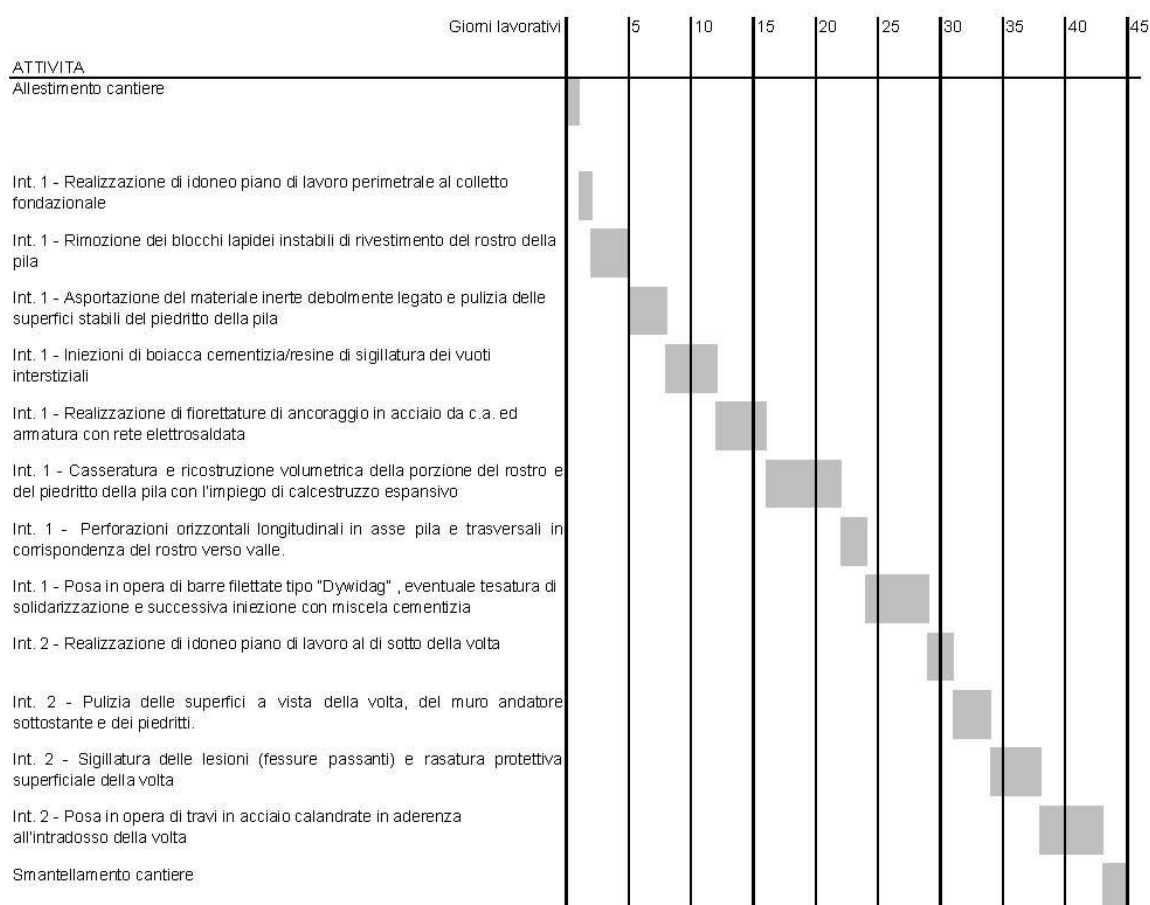 Giorni lavorativi 5 10 15 20 25 30 35 40 45
ATTIVITA
Allestimento cantiere
Int. 1 - Realizzazione di idoneo piano di lavoro perimetrale al colletto
fondazionale
Int. 1 - Rimozione dei blocchi lapidei instabili di rivestimento del rostro della
pila
Int. 1 - Asportazione del materiale inerte debolmente legato e pulizia delle
superfici stabili del piedritto della pila
Int. 1 - Iniezioni di boiacca cementizia/resine di sigillatura dei vuoti
interstiziali
Int. 1 - Realizzazione di fiorettature di ancoraggio in acciaio da c.a. ed
armatura con rete elettrosaldata
Int. 1 - Casseratura e ricostruzione volumetrica della porzione del rostro e
del piedritto della pila con l'impiego di calcestruzzo espansivo
Int. 1 - Perforazioni orizzontali longitudinali in asse pila e trasversali in
corrispondenza del rostro verso valle.
Int. 1 - Posa in opera di barre filettate tipo "Dywidag" , eventuale tesatura di
solidarizzazione e successiva iniezione con miscela cementizia
Int. 2 - Realizzazione di idoneo piano di lavoro al di sotto della volta
Int. 2 - Pulizia delle superfici a vista della volta, del muro andatore
sottostante e dei piedritti.
Int. 2 - Sigillatura delle lesioni (fessure passanti) e rasatura protettiva
superficiale della volta
Int. 2 - Posa in opera di travi in acciaio calandrate in aderenza
all'intradosso della volta
Smantellamento cantiere